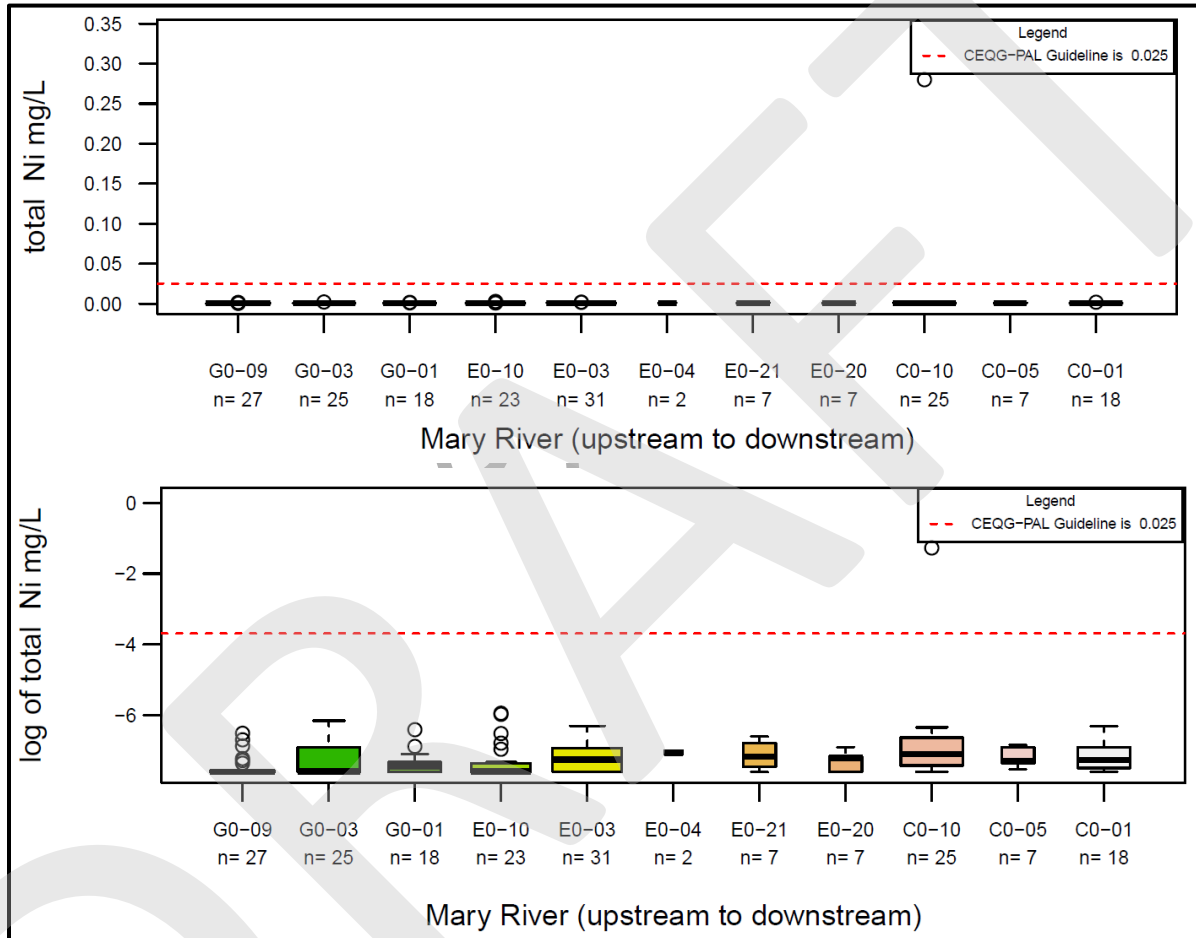 total Ni mg/L
0.35
0.30
0.25
0.20
0.15
0.10
0.05
0.00
Legend
CEQG-PAL Guideline is 0.025
G0-09 G0-03 G0-01 E0-10 E0-03 E0-04 E0-21 E0-20 C0-10 C0-05 C0-01
n= 27 n= 25 n= 18 n= 23 n= 31 n= 2 n= 7 n= 7 n= 25 n= 7 n= 18
Mary River (upstream to downstream)
log of total Ni mg/L
0
-2
-4
-6
Legend
CEQG-PAL Guideline is 0.025
G0-09 G0-03 G0-01 E0-10 E0-03 E0-04 E0-21 E0-20 C0-10 C0-05 C0-01
n= 27 n= 25 n= 18 n= 23 n= 31 n= 2 n= 7 n= 7 n= 25 n= 7 n= 18
Mary River (upstream to downstream)
DRAFT